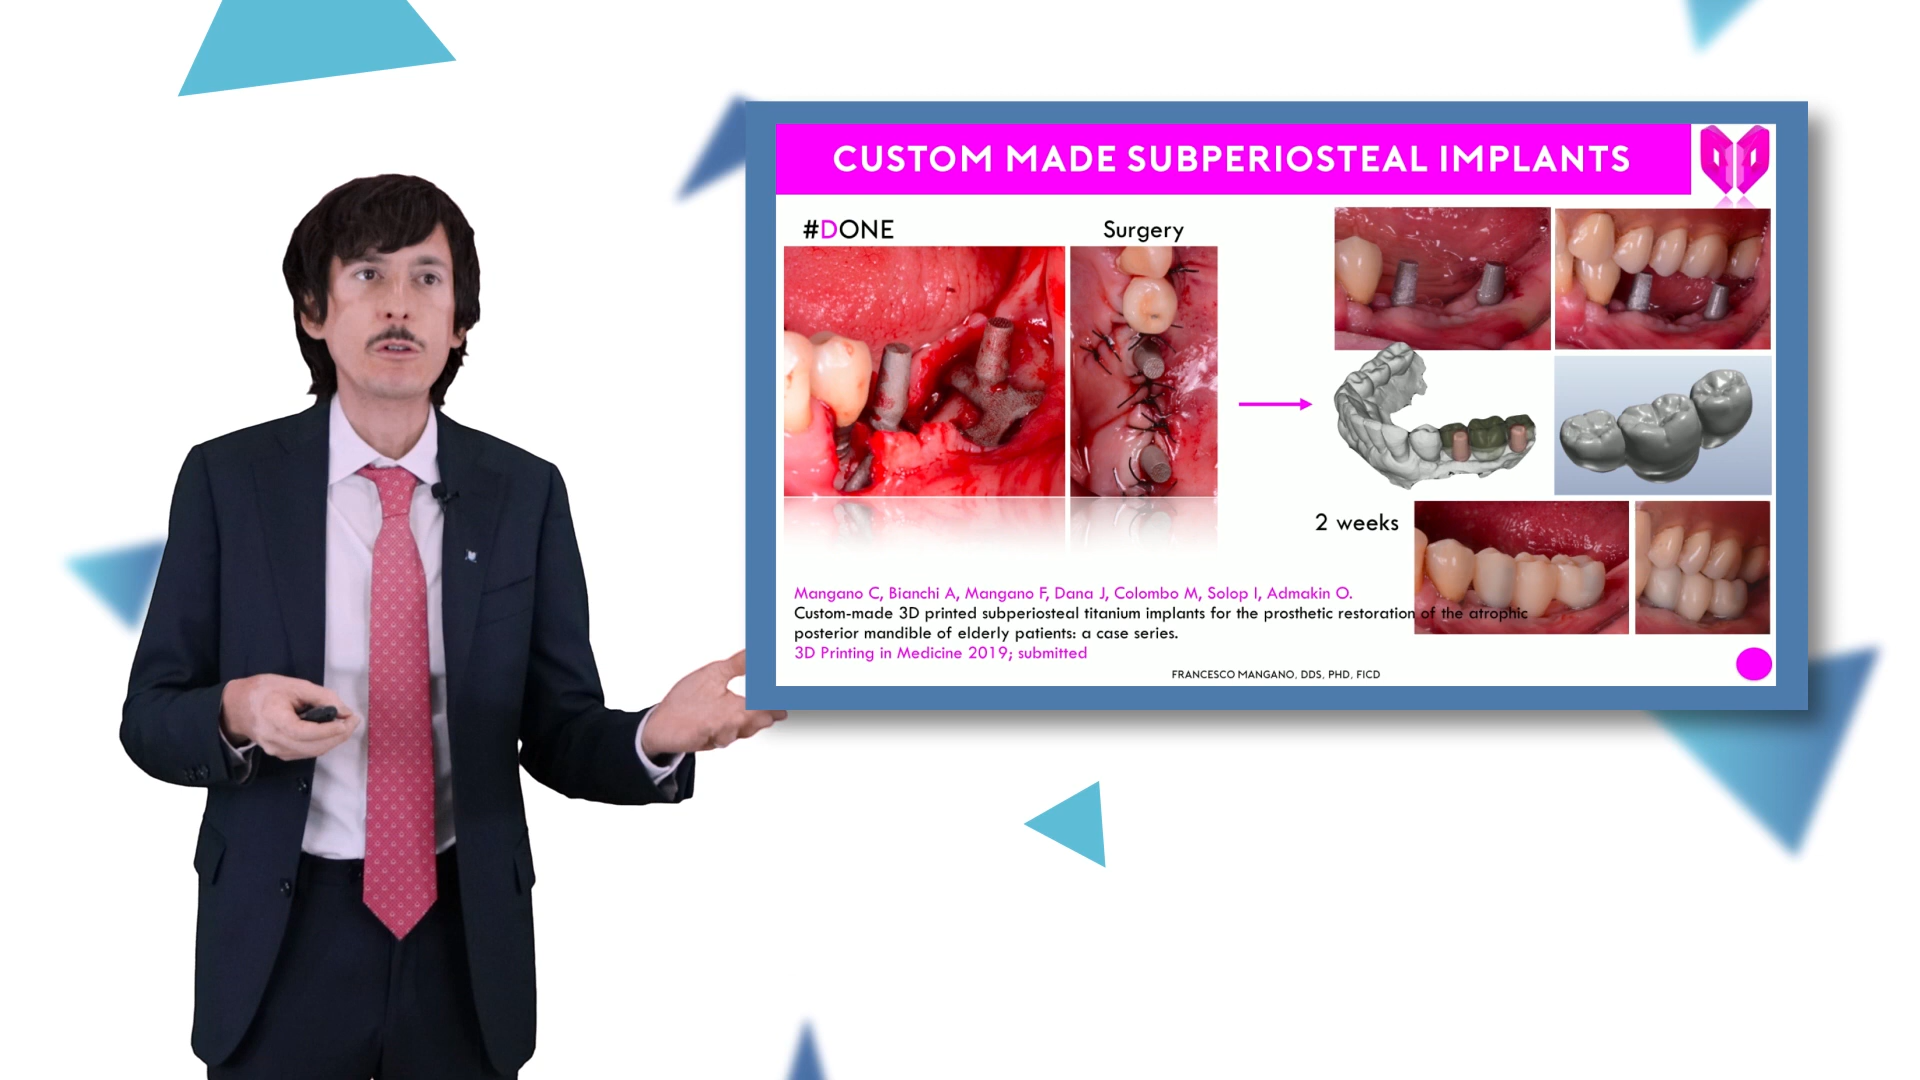 CUSTOM MADE SUBPERIOSTEAL IMPLANTS
#DONE
Surgery
2 weeks
Mangano C, Bianchi A, Mangano F, Dana J, Colombo M, Solop I, Admakin O.
Custom-made 3D printed subperiosteal titanium implants for the prosthetic restoration of the atrophic
posterior mandible of elderly patients: a case series.
3D Printing in Medicine 2019; submitted
FRANCESCO MANGANO, DDS, PHD, FICD